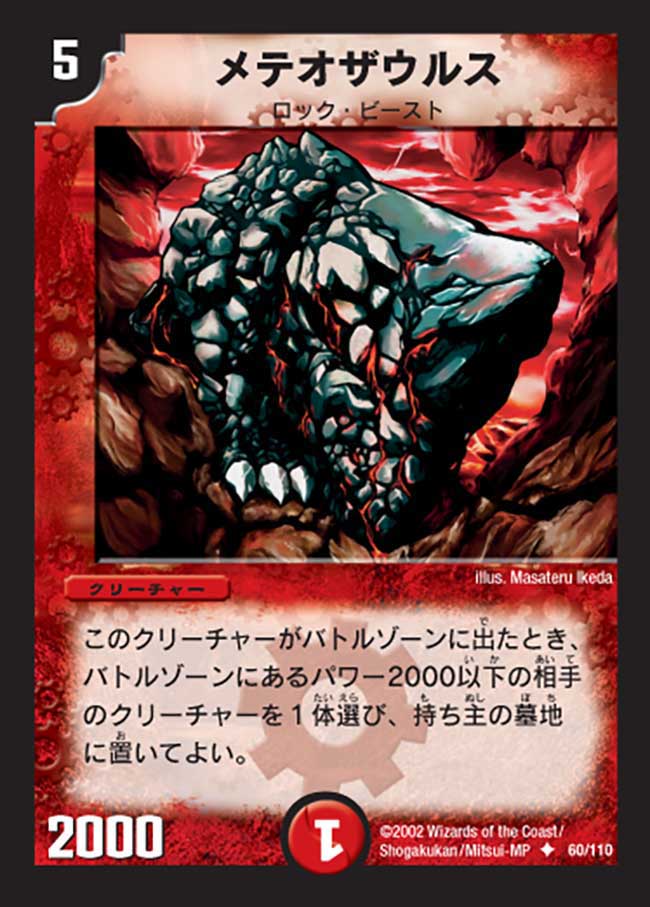 5
メテオザウルス
ロック・ビースト
illus. Masateru Ikeda
クリーチャー
このクリーチャーがバトルゾーンに出たとき、
バトルゾーンにあるパワー2000以下の相手
のクリーチャーを1体選び、持ち主の墓地
に置いてよい。
2000
1
©2002 Wizards of the Coast/
Shogakukan/Mitsui-MP 60/110